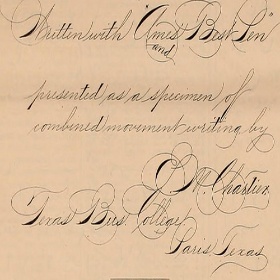 Written with "Ames' Best Pen"
and
presented as a specimen of
combined movement writing by
C. M. Chartier,
Texas Bus. College,
Paris, Texas